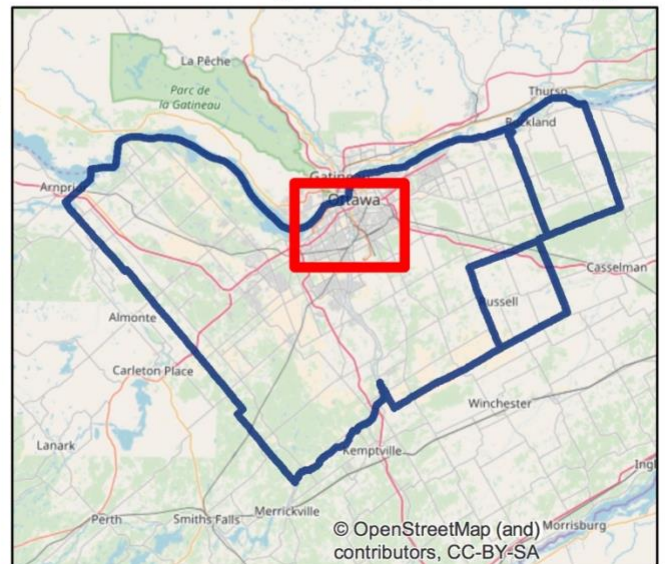 La Pêche
Parc de
la Gatineau
Thurso
Rockland
Gatineau
Arnprior
Ottawa
Casselman
Russell
Almonte
Carleton Place
Winchester
Lanark
Kemptville
Perth
Smiths Falls
Merrickville
© OpenStreetMap (and)
contributors, CC-BY-SA
Morrisburg